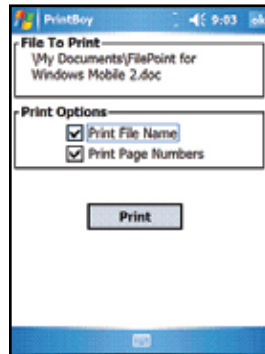 PrintBoy 9:03 ok
File To Print
\My Documents\FilePoint for
Windows Mobile 2.doc
Print Options
Print File Name
Print Page Numbers
Print